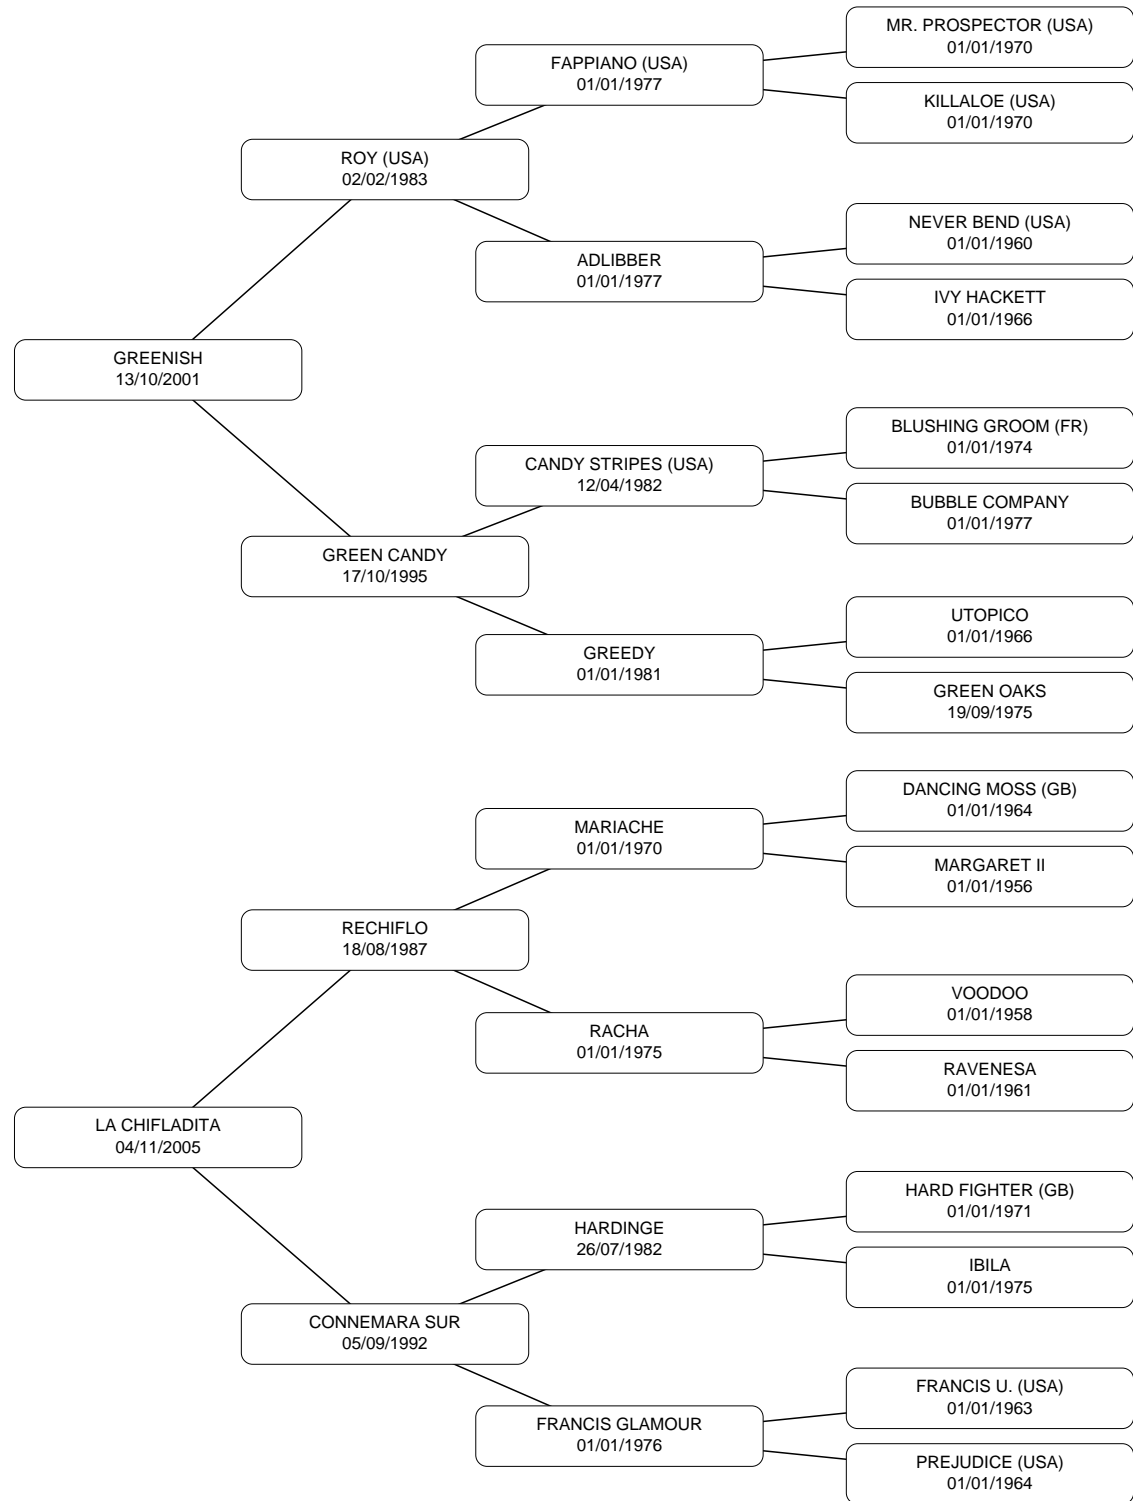 MR. PROSPECTOR (USA)
01/01/1970
FAPPIANO (USA)
01/01/1977
KILLALOE (USA)
01/01/1970
ROY (USA)
02/02/1983
NEVER BEND (USA)
01/01/1960
ADLIBBER
01/01/1977
IVY HACKETT
01/01/1966
GREENISH
13/10/2001
BLUSHING GROOM (FR)
01/01/1974
CANDY STRIPES (USA)
12/04/1982
BUBBLE COMPANY
01/01/1977
GREEN CANDY
17/10/1995
UTOPICO
01/01/1966
GREEDY
01/01/1981
GREEN OAKS
19/09/1975
DANCING MOSS (GB)
01/01/1964
MARIACHE
01/01/1970
MARGARET II
01/01/1956
RECHIFLO
18/08/1987
VOODOO
01/01/1958
RACHA
01/01/1975
RAVENESA
01/01/1961
LA CHIFLADITA
04/11/2005
HARD FIGHTER (GB)
01/01/1971
HARDINGE
26/07/1982
IBILA
01/01/1975
CONNEMARA SUR
05/09/1992
FRANCIS U. (USA)
01/01/1963
FRANCIS GLAMOUR
01/01/1976
PREJUDICE (USA)
01/01/1964